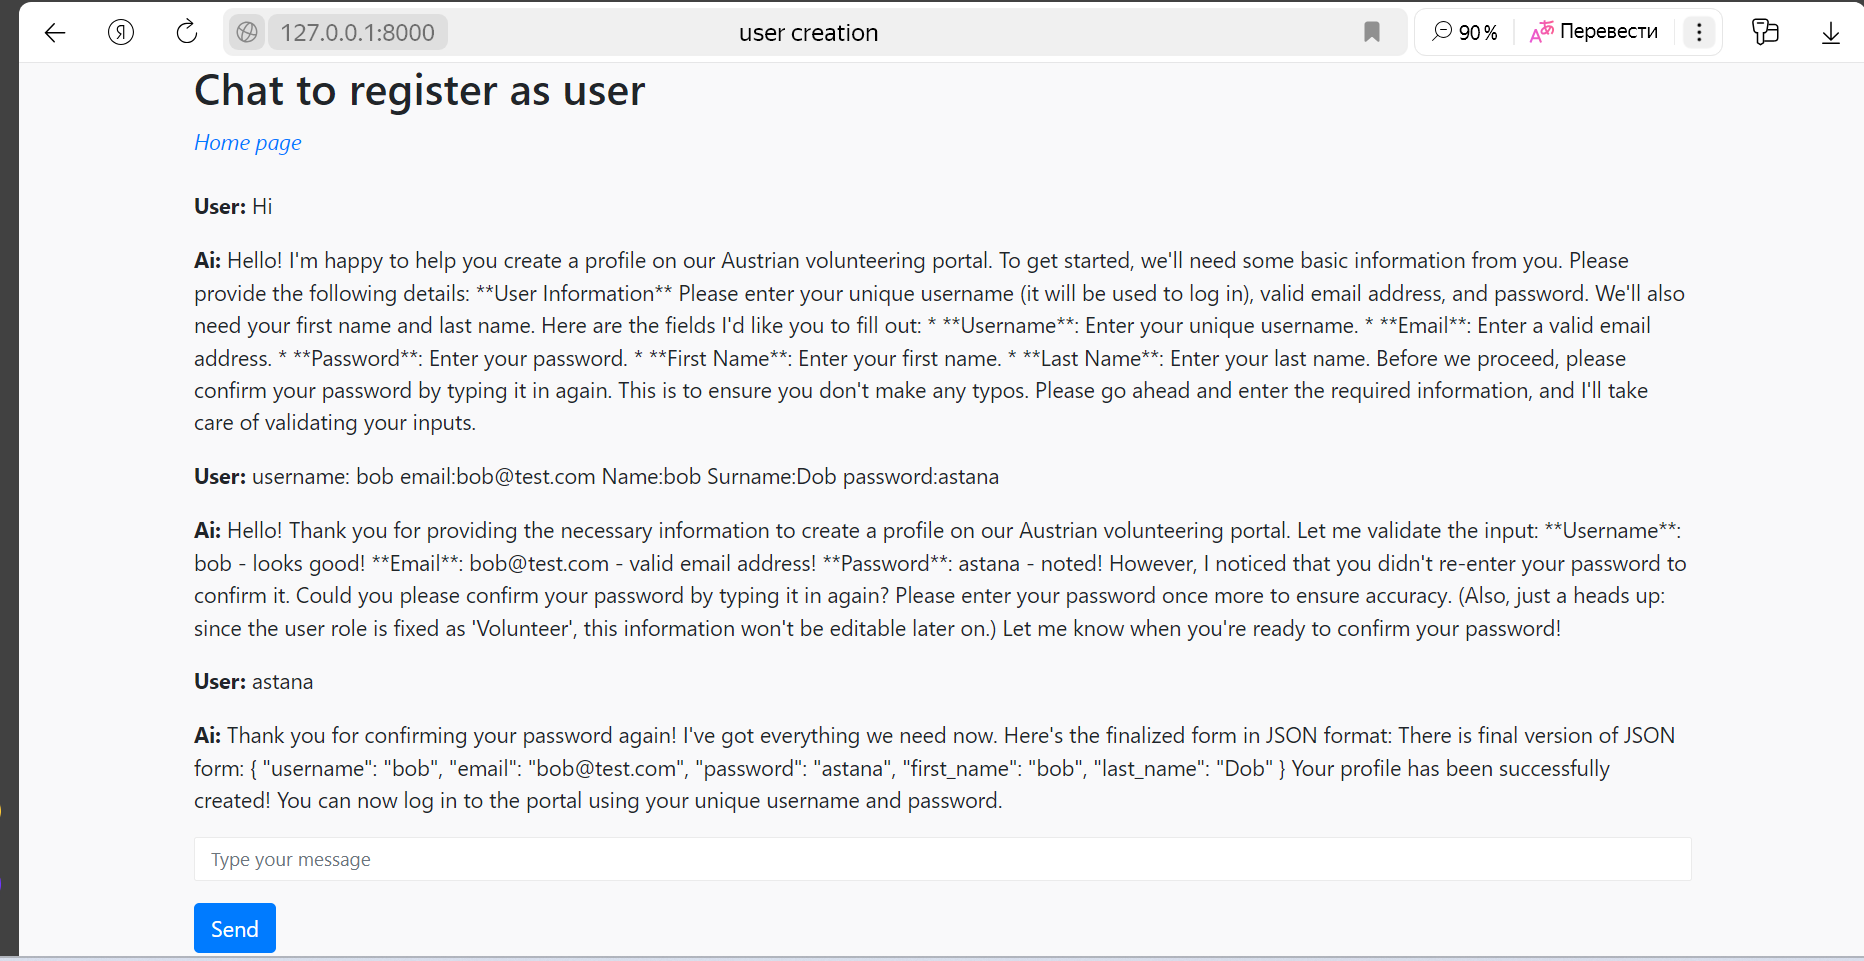 Я 127.0.0.1:8000 user creation 90 % Aあ Перевести
Chat to register as user
Home page
User: Hi
Ai: Hello! I'm happy to help you create a profile on our Austrian volunteering portal. To get started, we'll need some basic information from you. Please
provide the following details: **User Information** Please enter your unique username (it will be used to log in), valid email address, and password. We'll also
need your first name and last name. Here are the fields I'd like you to fill out: * **Username**: Enter your unique username. * **Email**: Enter a valid email
address. * **Password**: Enter your password. * **First Name**: Enter your first name. * **Last Name**: Enter your last name. Before we proceed, please
confirm your password by typing it in again. This is to ensure you don't make any typos. Please go ahead and enter the required information, and I'll take
care of validating your inputs.
User: username: bob email:bob@test.com Name:bob Surname:Dob password:astana
Ai: Hello! Thank you for providing the necessary information to create a profile on our Austrian volunteering portal. Let me validate the input: **Username**:
bob - looks good! **Email**: bob@test.com - valid email address! **Password**: astana - noted! However, I noticed that you didn't re-enter your password to
confirm it. Could you please confirm your password by typing it in again? Please enter your password once more to ensure accuracy. (Also, just a heads up:
since the user role is fixed as 'Volunteer', this information won't be editable later on.) Let me know when you're ready to confirm your password!
User: astana
Ai: Thank you for confirming your password again! I've got everything we need now. Here's the finalized form in JSON format: There is final version of JSON
form: { "username": "bob", "email": "bob@test.com", "password": "astana", "first_name": "bob", "last_name": "Dob" } Your profile has been successfully
created! You can now log in to the portal using your unique username and password.
Type your message
Send